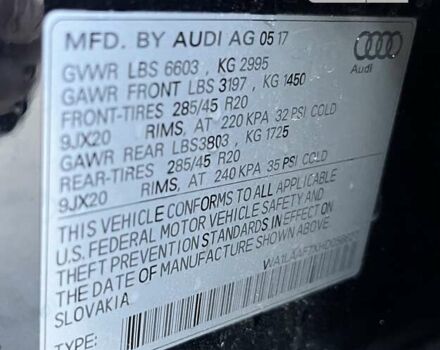 MFD. BY AUDI AG 05 17
Audi
GVWR LBS 6603 , KG 2995
GAWR FRONT LBS 3197 , KG 1450
FRONT-TIRES 285/45 R20
9JX20 RIMS, AT 220 KPA 32 PSI COLD
GAWR REAR LBS3803 , KG 1725
REAR-TIRES 285/45 R20
9JX20 RIMS, AT 240 KPA 35 PSI COLD
THIS VEHICLE CONFORMS TO ALL APPLICABLE
U.S. FEDERAL MOTOR VEHICLE SAFETY AND
THEFT PREVENTION STANDARDS IN EFFECT ON
THE DATE OF MANUFACTURE SHOWN ABOVE.
SLOVAKIA
TYPE: